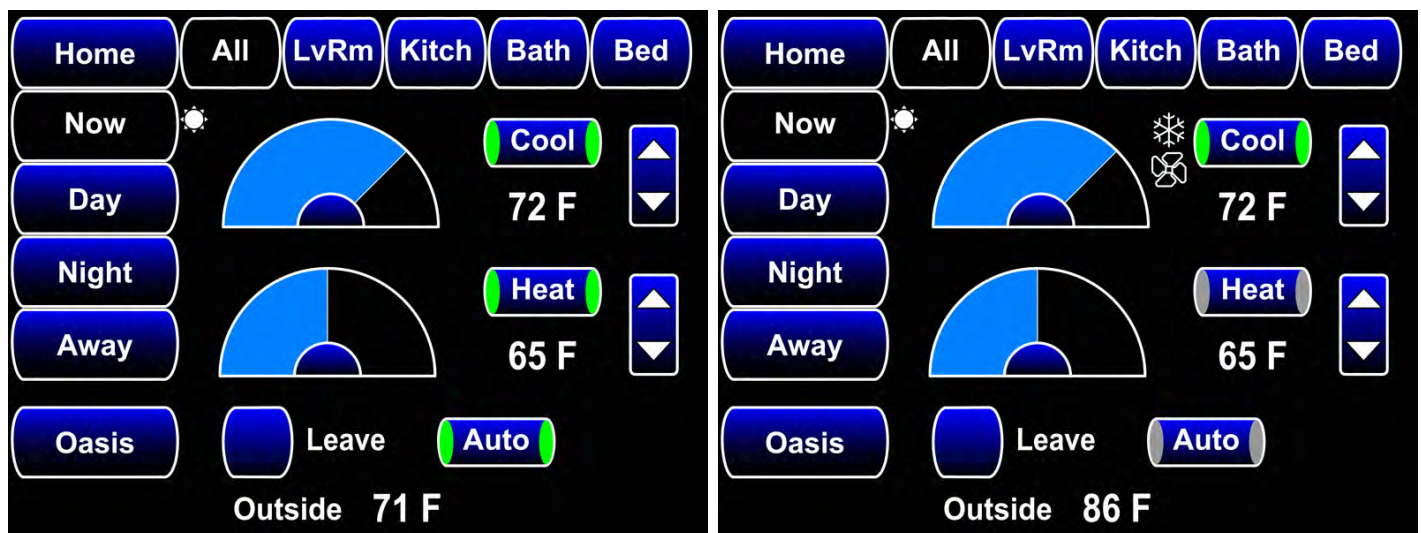 Home All LvRm Kitch Bath Bed
Now Cool
Day 72 F
Night Heat
Away 65 F
Oasis Leave Auto
Outside 71 F
Home All LvRm Kitch Bath Bed
Now Cool
Day 72 F
Night Heat
Away 65 F
Oasis Leave Auto
Outside 86 F